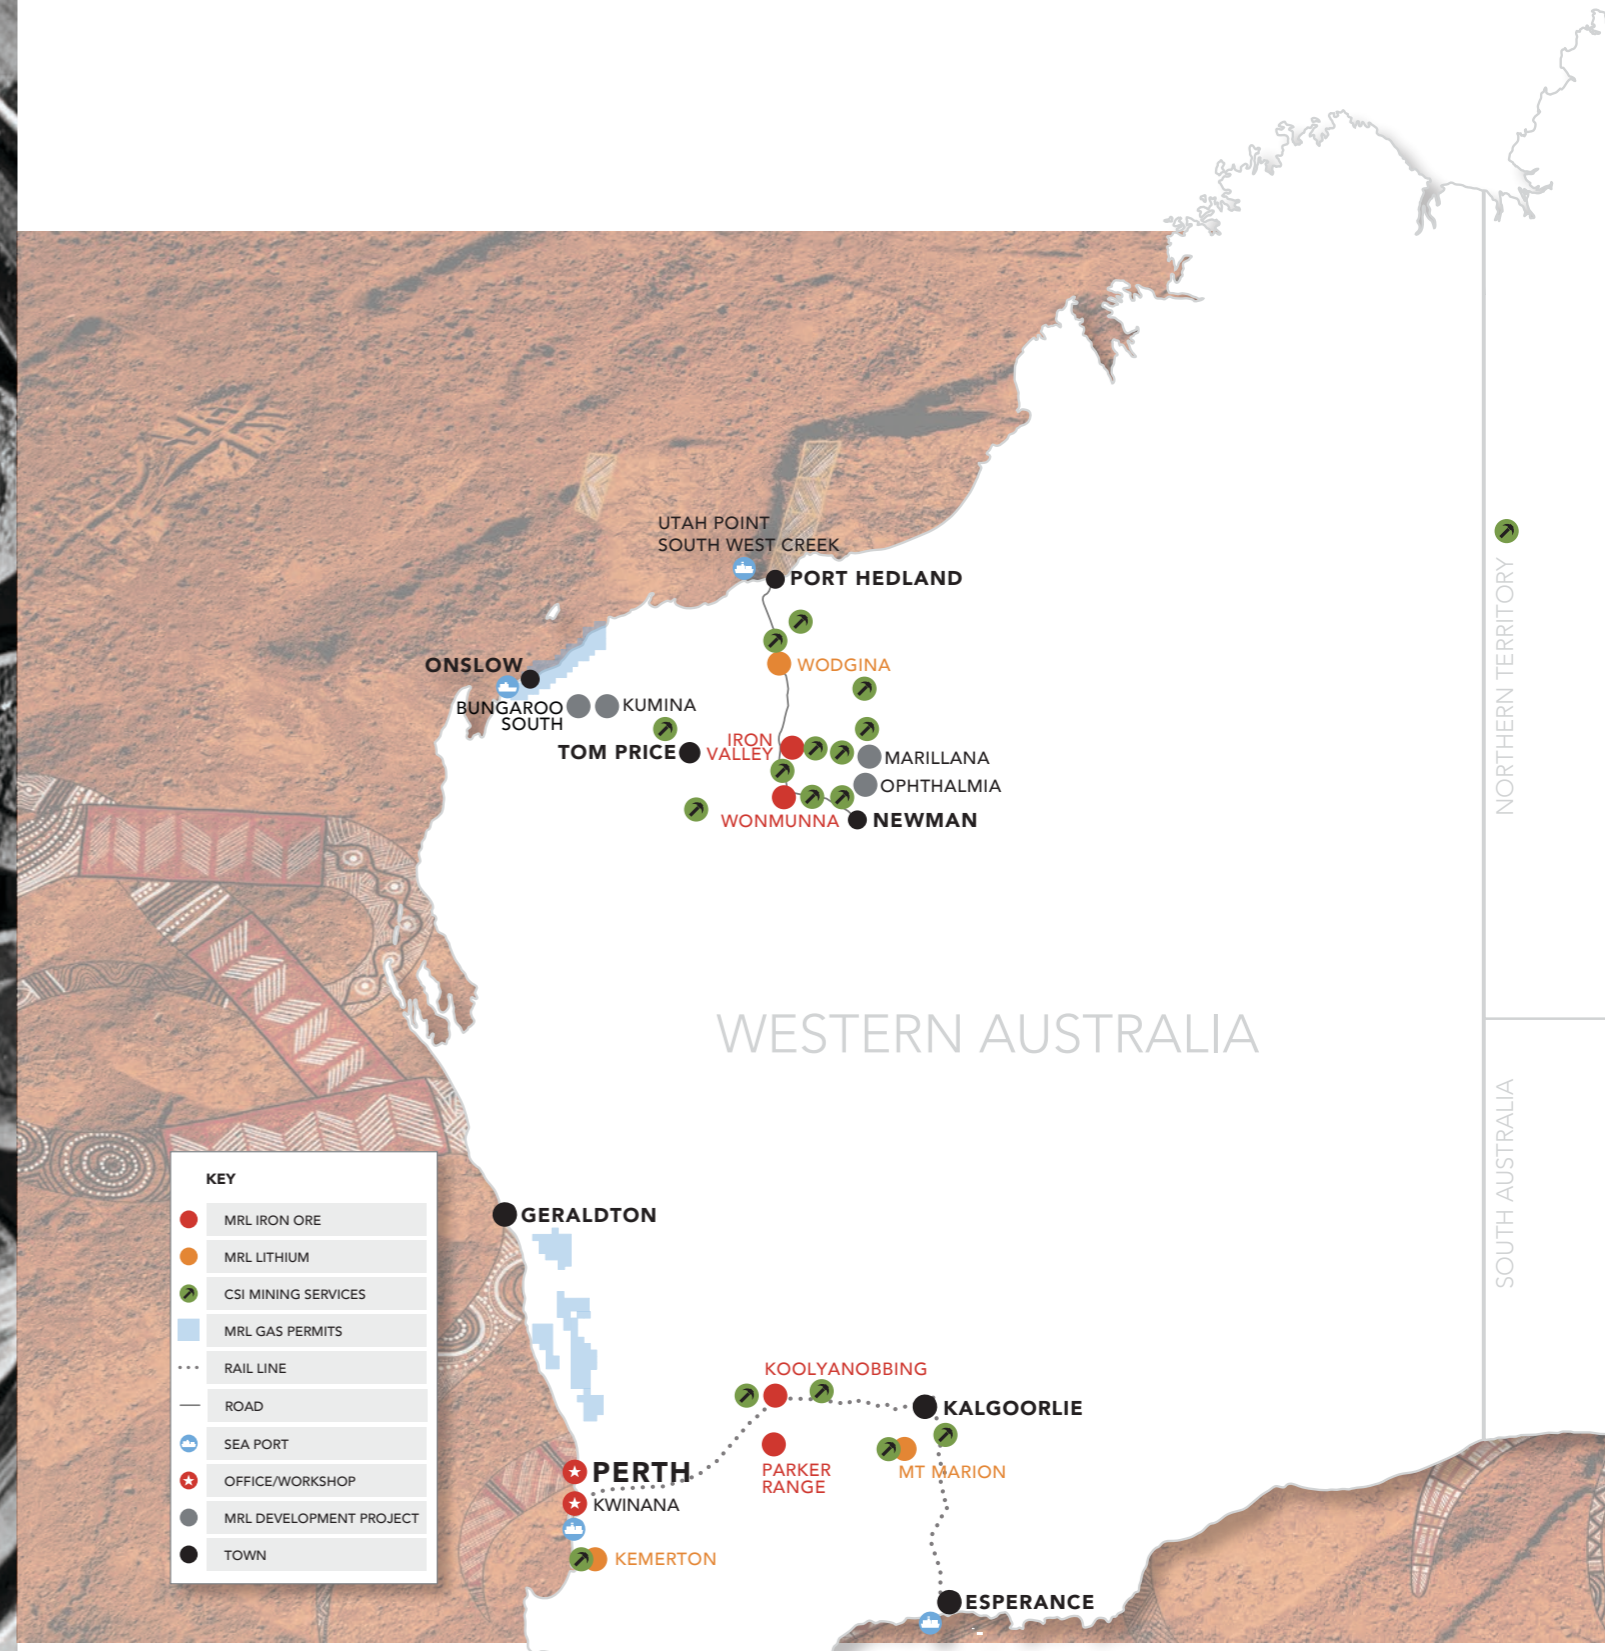 UTAH POINT
SOUTH WEST CREEK
PORT HEDLAND
WODGINA
ONSLOW
BUNGAROO
SOUTH
KUMINA
TOM PRICE
IRON
VALLEY
MARILLANA
OPHTHALMIA
WONMUNNA
NEWMAN
NORTHERN TERRITORY
WESTERN AUSTRALIA
SOUTH AUSTRALIA
GERALDTON
KOOLYANOBBING
KALGOORLIE
PARKER
RANGE
MT MARION
PERTH
KWINANA
KEMERTON
ESPERANCE
KEY
MRL IRON ORE
MRL LITHIUM
CSI MINING SERVICES
MRL GAS PERMITS
RAIL LINE
ROAD
SEA PORT
OFFICE/WORKSHOP
MRL DEVELOPMENT PROJECT
TOWN